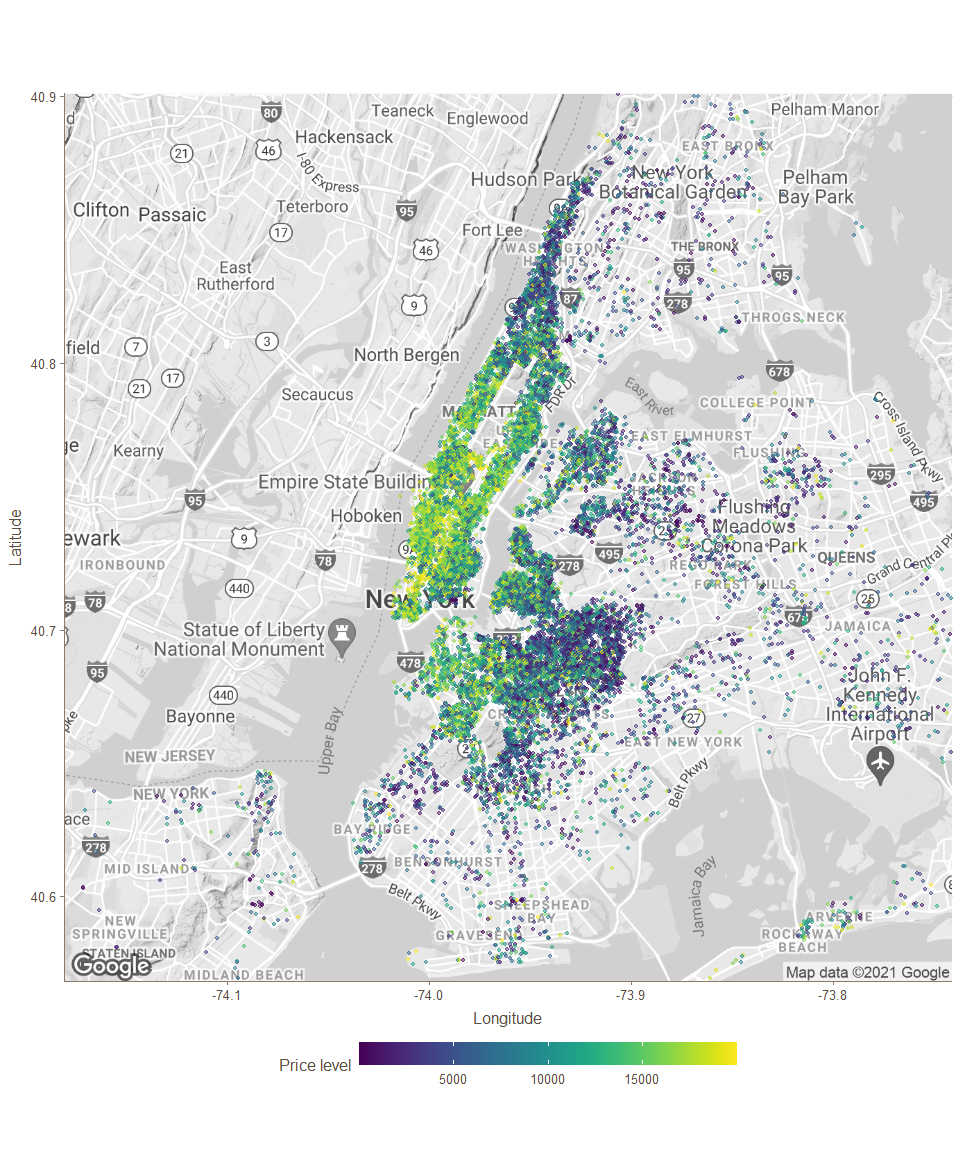 40.9
Teaneck
Englewood
Pelham Manor
80
Hackensack
21
46
EAST BRONX
I-80 Express
Hudson Park
New York
Botanical Garden
Pelham
Bay Park
Teterboro
Clifton
Passaic
95
17
Fort Lee
46
WASHINGTON
HEIGHTS
THE BRONX
East
Rutherford
95
95
87
9
278
THROGS NECK
7
3
field
North Bergen
40.8
678
17
21
Secaucus
FDR Dr
East River
COLLEGE POINT
Cross Island Pkwy
EAST ELMHURST
ge
Kearny
FLUSHING
295
Empire State Buildin
95
495
Hoboken
Flushing
Meadows
Corona Park
Latitude
ewark
9
78
495
QUEENS
IRONBOUND
278
REGO PARK
FOREST HILLS
Grand Central Pk
440
25
78
New York
678
JAMAICA
40.7
Statue of Liberty
National Monument
478
95
John F.
Kennedy
International
Airport
440
Bayonne
pke
27
Upper Bay
EAST NEW YORK
NEW JERSEY
NEW YORK
Belt Pkwy
ace
BAY RIDGE
278
MID ISLAND
278
BENSONHURST
Belt Pkwy
Jamaica Bay
40.6
SHEEPSHEAD
BAY
ARVERNE
NEW
SPRINGVILLE
GRAVESEND
ROCKAWAY
BEACH
STATEN ISLAND
Google
MIDLAND BEACH
Map data ©2021 Google
-74.1
-74.0
-73.9
-73.8
Longitude
Price level
5000
10000
15000